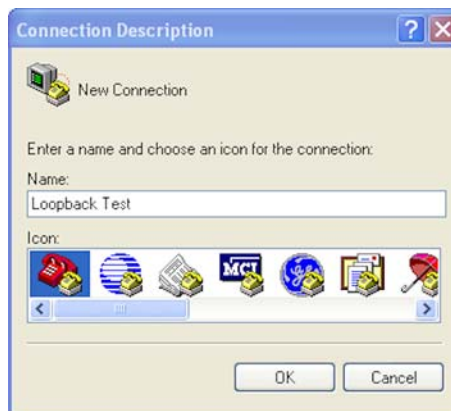 Connection Description
New Connection
Enter a name and choose an icon for the connection:
Name:
Loopback Test
Icon:
MCI
OK
Cancel